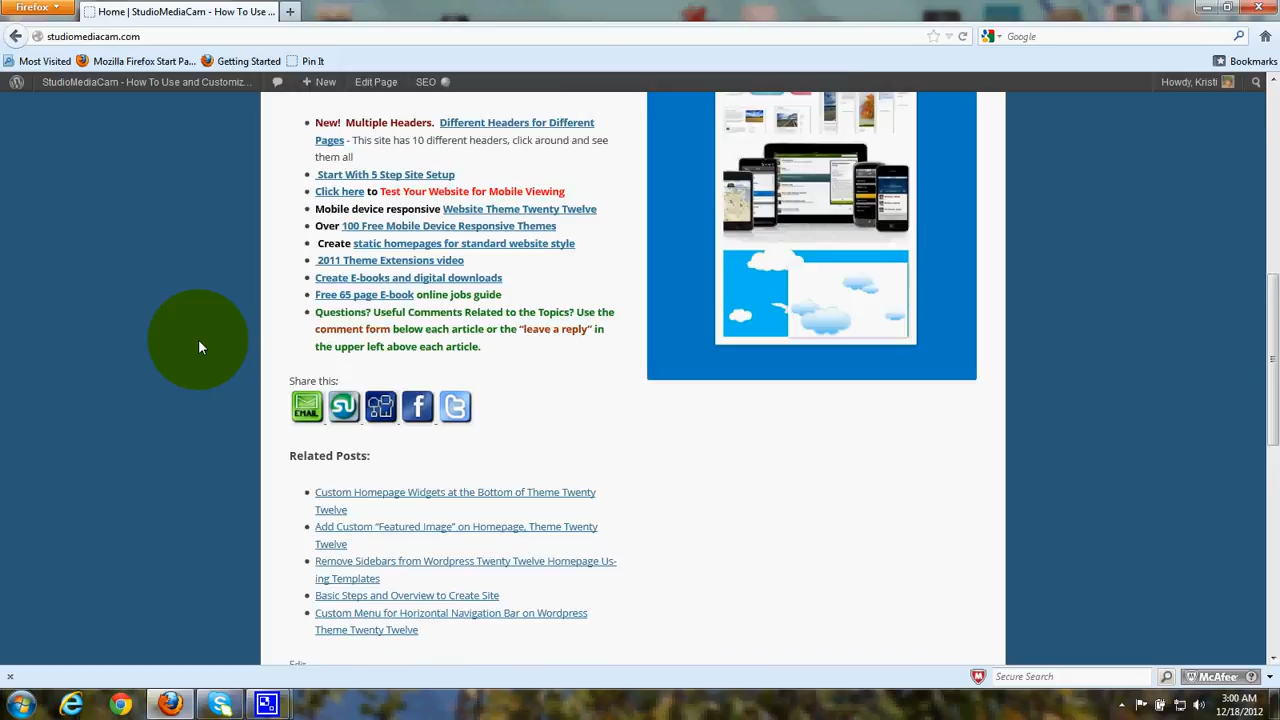 Firefox
Home | StudioMediaCam - How To Use ...
studiomediacam.com
Google
Most Visited
Mozilla Firefox Start Pa...
Getting Started
Pin It
Bookmarks
StudioMediaCam - How To Use and Customiz...
New
Edit Page
SEO
Howdy, Kristi
New! Multiple Headers. Different Headers for Different
Pages - This site has 10 different headers, click around and see
them all
Start With 5 Step Site Setup
Click here to Test Your Website for Mobile Viewing
Mobile device responsive Website Theme Twenty Twelve
Over 100 Free Mobile Device Responsive Themes
Create static homepages for standard website style
2011 Theme Extensions video
Create E-books and digital downloads
Free 65 page E-book online jobs guide
Questions? Useful Comments Related to the Topics? Use the
comment form below each article or the “leave a reply” in
the upper left above each article.
Share this:
EMAIL
Related Posts:
Custom Homepage Widgets at the Bottom of Theme Twenty
Twelve
Add Custom “Featured Image” on Homepage, Theme Twenty
Twelve
Remove Sidebars from Wordpress Twenty Twelve Homepage Us-
ing Templates
Basic Steps and Overview to Create Site
Custom Menu for Horizontal Navigation Bar on Wordpress
Theme Twenty Twelve
Edit
Secure Search
McAfee
3:00 AM
12/18/2012